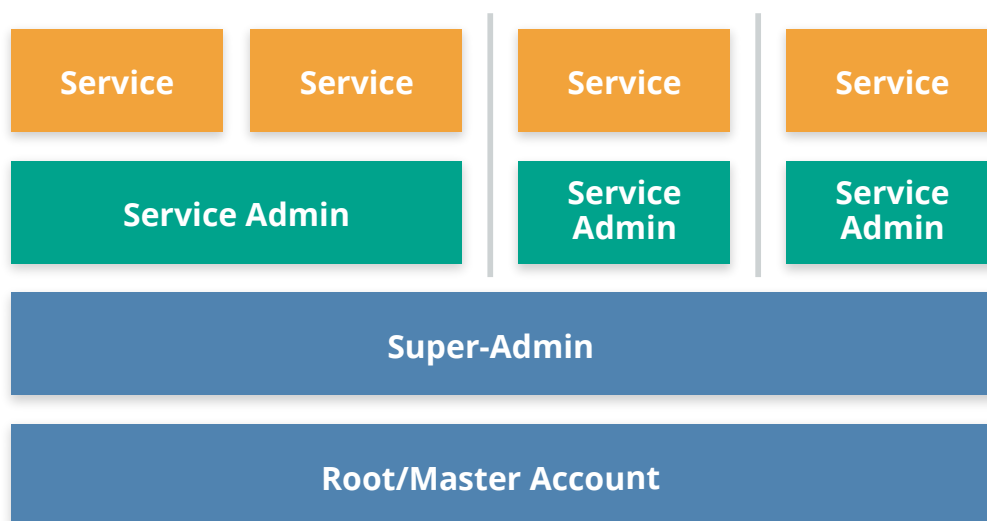 Service
Service
Service
Service
Service Admin
Service
Admin
Service
Admin
Super-Admin
Root/Master Account